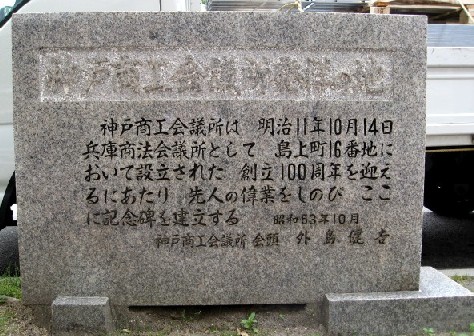 神戸商工会議所発祥の地
神戸商工会議所は 明治11年10月14日
兵庫商法会議所として 島上町16番地に
おいて設立された 創立100周年を迎え
るにあたり 先人の偉業をしのび ここ
に記念碑を建立する 昭和53年10月
神戸商工会議所 会頭 外島健吉